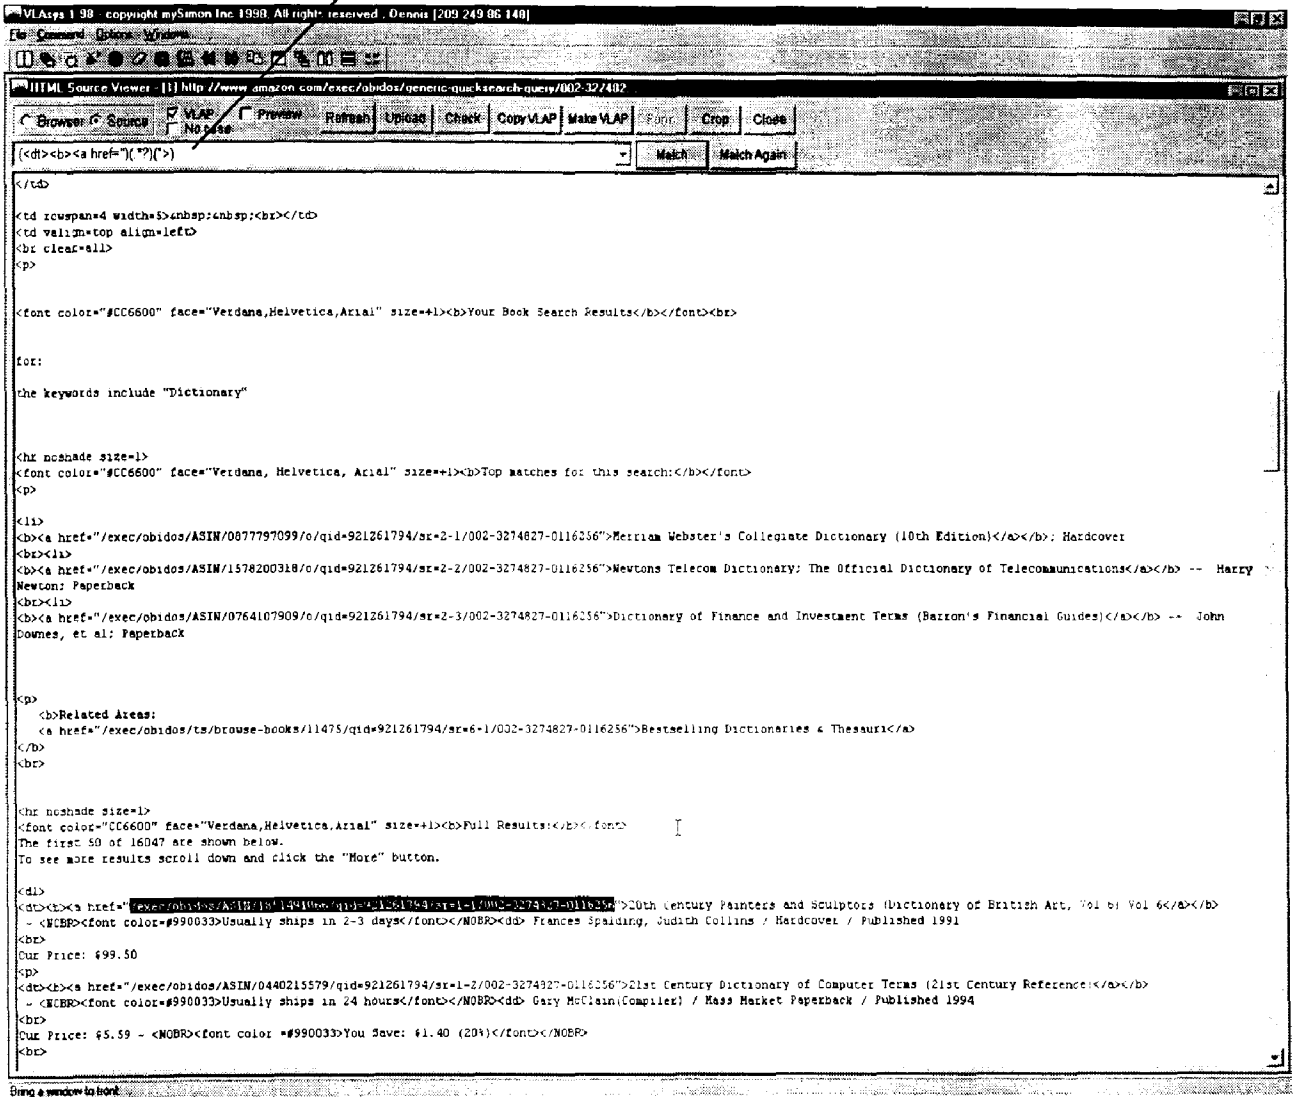 VLAsys 1.98 - copyright mySimon Inc 1998, All rights reserved . Dennis [209 249 86 148]
File Command Options Windows
HTML Source Viewer - [1] http://www.amazon.com/exec/obidos/generic-quicksearch-query/002-327482
Browser Source VLAP No case Preview Refresh Upload Check Copy VLAP Make VLAP Crop Close
(<dt><b><a href=")(.*?)(">) Match Match Again
</td>
<td rowspan=4 width=5>&nbsp;&nbsp;<br></td>
<td valign=top align=left>
<br clear=all>
<p>
<font color="#CC6600" face="Verdana,Helvetica,Arial" size=+1><b>Your Book Search Results</b></font><br>
for:
the keywords include "Dictionary"
<hr noshade size=1>
<font color="#CC6600" face="Verdana, Helvetica, Arial" size=+1><b>Top matches for this search:</b></font>
<p>
<li>
<b><a href="/exec/obidos/ASIN/0877797099/o/qid=921261794/sr=2-1/002-3274827-0116256">Merriam Webster's Collegiate Dictionary (10th Edition)</a></b>; Hardcover
<br><li>
<b><a href="/exec/obidos/ASIN/1578200318/o/qid=921261794/sr=2-2/002-3274827-0116256">Newtons Telecom Dictionary; The Official Dictionary of Telecommunications</a></b> -- Harry
Newton; Paperback
<br><li>
<b><a href="/exec/obidos/ASIN/0764107909/o/qid=921261794/sr=2-3/002-3274827-0116256">Dictionary of Finance and Investment Terms (Barron's Financial Guides)</a></b> -- John
Downes, et al; Paperback
<p>
<b>Related Areas:
<a href="/exec/obidos/ts/browse-books/11475/qid=921261794/sr=6-1/002-3274827-0116256">Bestselling Dictionaries & Thesauri</a>
</b>
<br>
<hr noshade size=1>
<font color="CC6600" face="Verdana,Helvetica,Arial" size=+1><b>Full Results:</b></font>
The first 50 of 16047 are shown below.
To see more results scroll down and click the "More" button.
<dl>
<dt><b><a href=" ">20th Century Painters and Sculptors (Dictionary of British Art, Vol 6) Vol 6</a></b>
~ <NOBR><font color=#990033>Usually ships in 2-3 days</font></NOBR><dd> Frances Spalding, Judith Collins / Hardcover / Published 1991
<br>
Our Price: $99.50
<p>
<dt><b><a href="/exec/obidos/ASIN/0440215579/qid=921261794/sr=1-2/002-3274827-0116256">21st Century Dictionary of Computer Terms (21st Century Reference)</a></b>
~ <NOBR><font color=#990033>Usually ships in 24 hours</font></NOBR><dd> Gary McClain(Compiler) / Mass Market Paperback / Published 1994
<br>
Our Price: $5.59 ~ <NOBR><font color =#990033>You Save: $1.40 (20%)</font></NOBR>
<br>
Bring a window to front